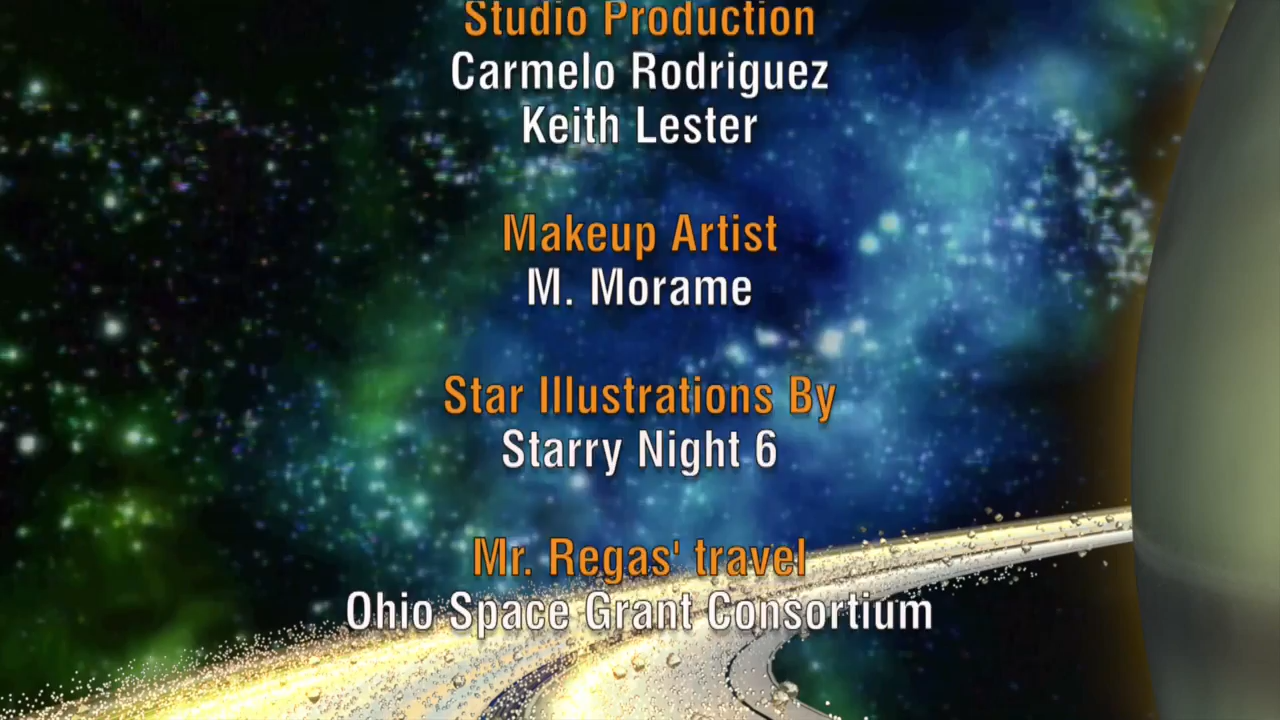 Studio Production
Carmelo Rodriguez
Keith Lester
Makeup Artist
M. Morame
Star Illustrations By
Starry Night 6
Mr. Regas' travel
Ohio Space Grant Consortium